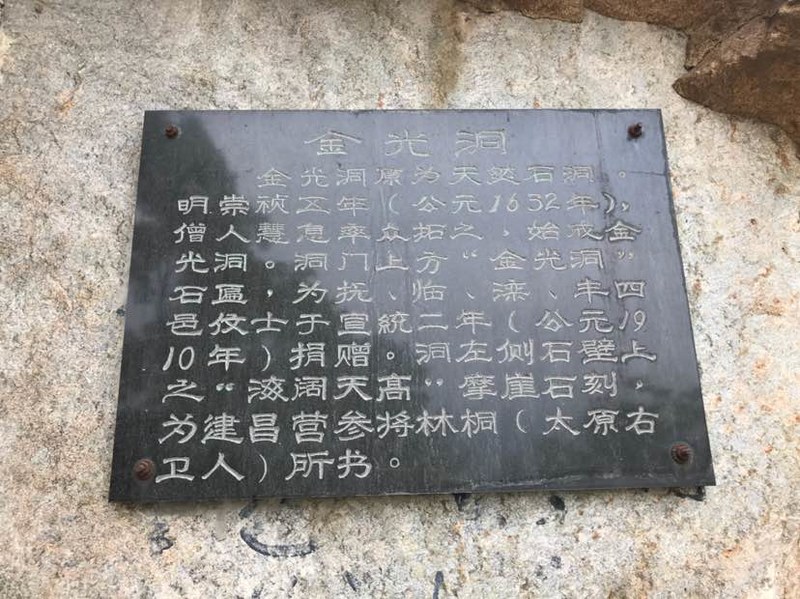 金光洞
金光洞原为天然石洞。
明崇祯五年(公元1652年),
僧人慧息率众拓之,始成金
光洞。洞门上方“金光洞”
石匾,为抚、临、滦、丰四
邑佽士于宣統二年(公元19
10年)捐赠。洞左侧石壁上
之“海阔天高”摩崖石刻,
为建昌营参将林桐(太原右
卫人)所书。